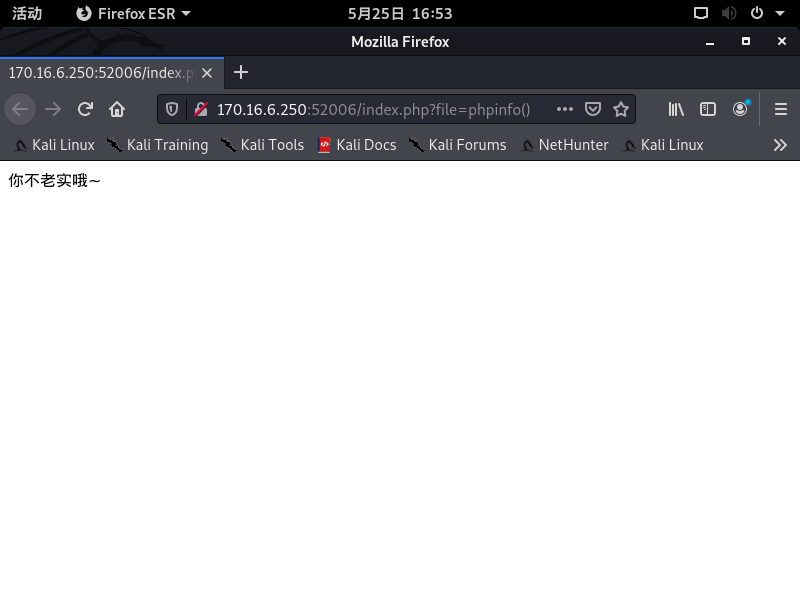 活动 Firefox ESR 5月25日 16:53
Mozilla Firefox
170.16.6.250:52006/index.p
170.16.6.250:52006/index.php?file=phpinfo()
Kali Linux Kali Training Kali Tools Kali Docs Kali Forums NetHunter Kali Linux
你不老实哦~